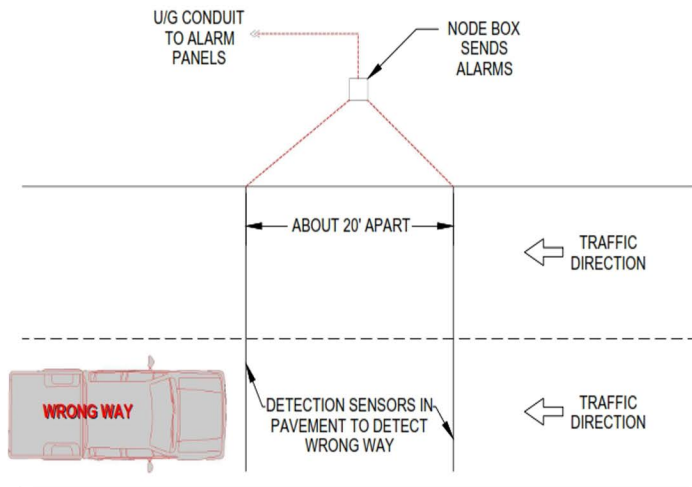 U/G CONDUIT
TO ALARM
PANELS
NODE BOX
SENDS
ALARMS
ABOUT 20' APART
TRAFFIC
DIRECTION
WRONG WAY
DETECTION SENSORS IN
PAVEMENT TO DETECT
WRONG WAY
TRAFFIC
DIRECTION